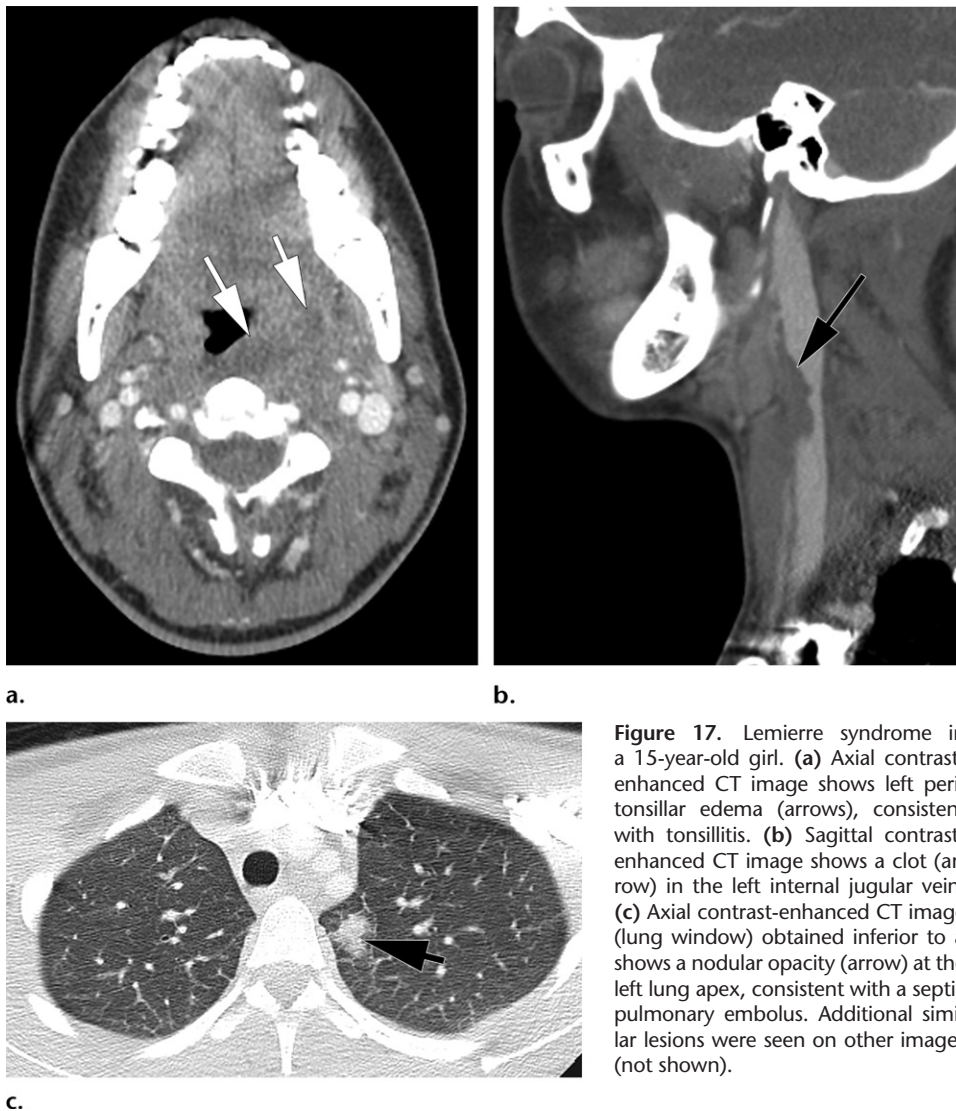 a.
b.
Figure 17. Lemierre syndrome in
a 15-year-old girl. (a) Axial contrast
enhanced CT image shows left peri
tonsillar edema (arrows), consisten
with tonsillitis. (b) Sagittal contrast
enhanced CT image shows a clot (ar
row) in the left internal jugular vein
(c) Axial contrast-enhanced CT image
(lung window) obtained inferior to a
shows a nodular opacity (arrow) at the
left lung apex, consistent with a septi
pulmonary embolus. Additional simi
lar lesions were seen on other image
(not shown).
c.